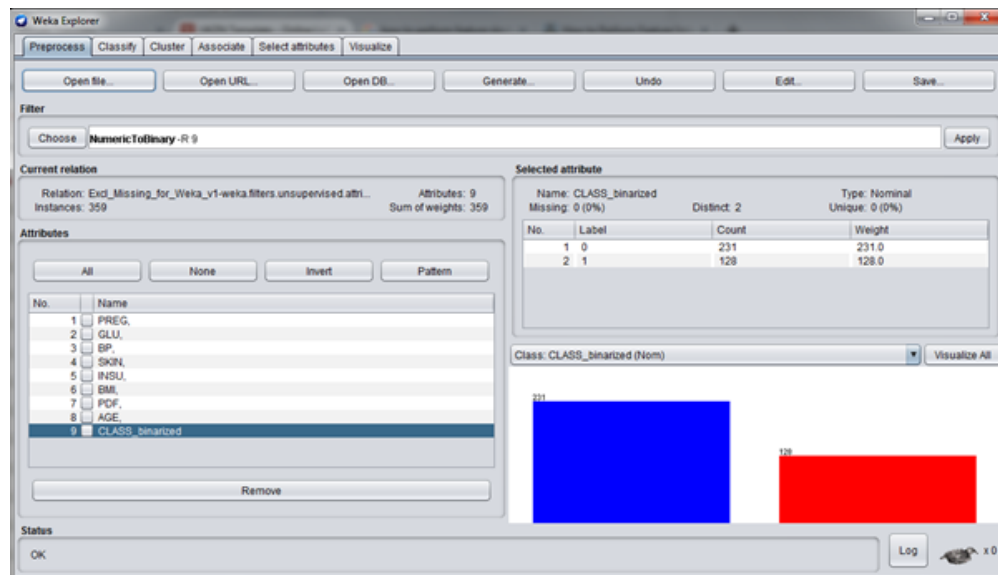 Weka Explorer
Preprocess Classify Cluster Associate Select attributes Visualize
Open file... Open URL... Open DB... Generate... Undo Edit... Save...
Filter
Choose NumericToBinary -R 9 Apply
Current relation
Relation: Excl_Missing_for_Weka_v1-weka.filters.unsupervised.attri... Attributes: 9
Instances: 359 Sum of weights: 359
Attributes
All None Invert Pattern
No. Name
1 PREG,
2 GLU,
3 BP,
4 SKIN,
5 INSU,
6 BMI,
7 PDF,
8 AGE,
9 CLASS_binarized
Remove
Selected attribute
Name: CLASS_binarized Type: Nominal
Missing: 0 (0%) Distinct: 2 Unique: 0 (0%)
No. Label Count Weight
1 0 231 231.0
2 1 128 128.0
Class: CLASS_binarized (Nom) Visualize All
231
128
Status
OK Log x 0